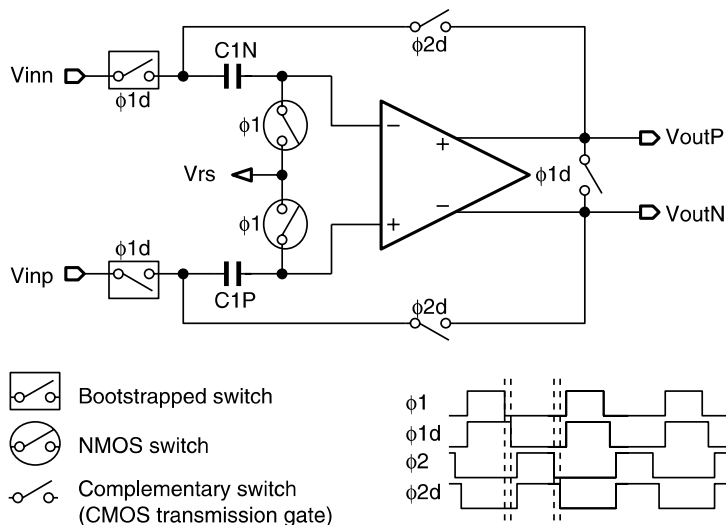 ϕ2d
C1N
Vinn
ϕ1d
ϕ1
−
+
VoutP
Vrs
ϕ1d
ϕ1
−
+
VoutN
ϕ1d
Vinp
C1P
ϕ2d
Bootstrapped switch
NMOS switch
Complementary switch
(CMOS transmission gate)
ϕ1
ϕ1d
ϕ2
ϕ2d